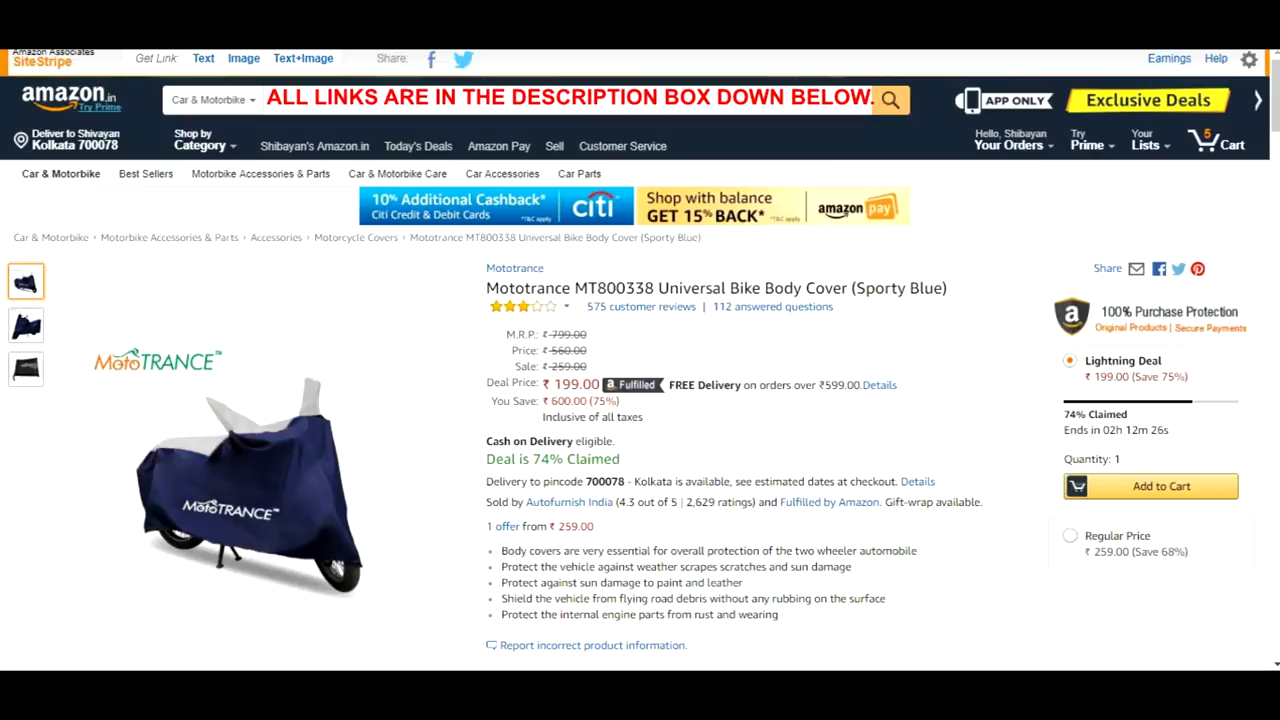 Amazon Associates
SiteStripe
Get Link: Text Image Text+Image Share: Earnings Help
amazon.in
Try Prime
Car & Motorbike
ALL LINKS ARE IN THE DESCRIPTION BOX DOWN BELOW.
APP ONLY Exclusive Deals
Deliver to Shivayan
Kolkata 700078
Shop by
Category
Shibayan's Amazon.in Today's Deals Amazon Pay Sell Customer Service
Hello, Shibayan
Your Orders
Try
Prime
Your
Lists
5
Cart
Car & Motorbike Best Sellers Motorbike Accessories & Parts Car & Motorbike Care Car Accessories Car Parts
10% Additional Cashback*
Citi Credit & Debit Cards *T&C apply
citi
Shop with balance
GET 15% BACK* *T&C apply
amazon pay
Car & Motorbike › Motorbike Accessories & Parts › Accessories › Motorcycle Covers › Mototrance MT800338 Universal Bike Body Cover (Sporty Blue)
Mototrance
Mototrance MT800338 Universal Bike Body Cover (Sporty Blue)
575 customer reviews | 112 answered questions
M.R.P.: ₹ 799.00
Price: ₹ 560.00
Sale: ₹ 259.00
Deal Price: ₹ 199.00 a Fulfilled FREE Delivery on orders over ₹599.00.Details
You Save: ₹ 600.00 (75%)
Inclusive of all taxes
Cash on Delivery eligible.
Deal is 74% Claimed
Delivery to pincode 700078 - Kolkata is available, see estimated dates at checkout. Details
Sold by Autofurnish India (4.3 out of 5 | 2,629 ratings) and Fulfilled by Amazon. Gift-wrap available.
1 offer from ₹ 259.00
• Body covers are very essential for overall protection of the two wheeler automobile
• Protect the vehicle against weather scrapes scratches and sun damage
• Protect against sun damage to paint and leather
• Shield the vehicle from flying road debris without any rubbing on the surface
• Protect the internal engine parts from rust and wearing
Report incorrect product information.
MotoTRANCE™
MotoTRANCE™
Share
a
100% Purchase Protection
Original Products | Secure Payments
Lightning Deal
₹ 199.00 (Save 75%)
74% Claimed
Ends in 02h 12m 26s
Quantity: 1
Add to Cart
Regular Price
₹ 259.00 (Save 68%)